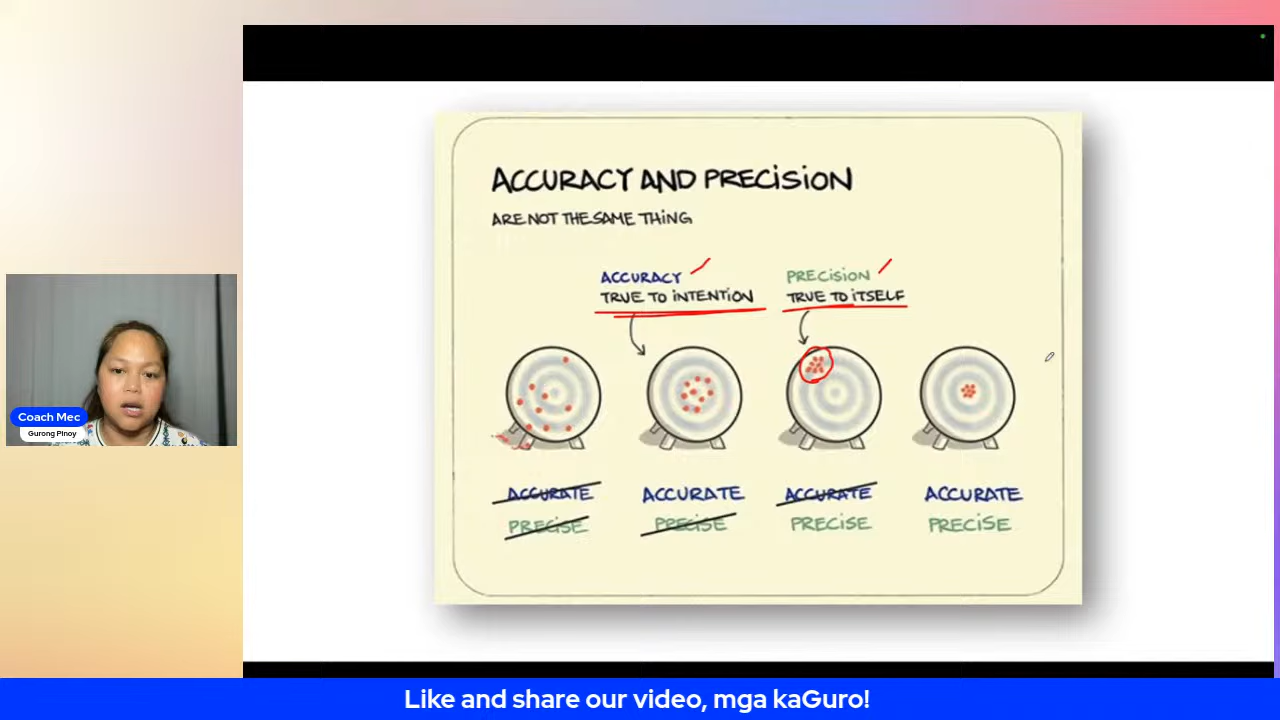 ACCURACY AND PRECISION
ARE NOT THE SAME THING
ACCURACY
TRUE TO INTENTION
PRECISION
TRUE TO ITSELF
ACCURATE
PRECISE
ACCURATE
PRECISE
ACCURATE
PRECISE
ACCURATE
PRECISE
Coach Mec
Gurong Pinoy
Like and share our video, mga kaGuro!